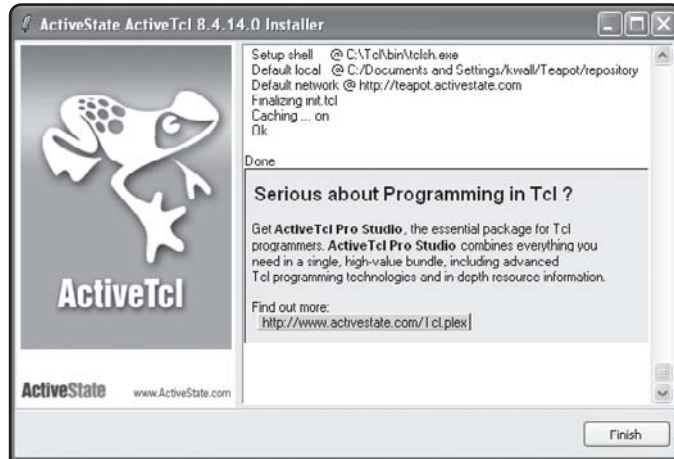 ActiveState ActiveTcl 8.4.14.0 Installer
Setup shell @ C:\Tcl\bin\tclsh.exe
Default local @ C:/Documents and Settings/kwall/Teapot/repository
Default network @ http://teapot.activestate.com
Finalizing init.tcl
Caching ... on
Ok
Done
Serious about Programming in Tcl ?
Get ActiveTcl Pro Studio, the essential package for Tcl
programmers. ActiveTcl Pro Studio combines everything you
need in a single, high-value bundle, including advanced
Tcl programming technologies and in-depth resource information.
Find out more:
http://www.activestate.com/Tcl.plex
ActiveTcl
ActiveState www.ActiveState.com
Finish